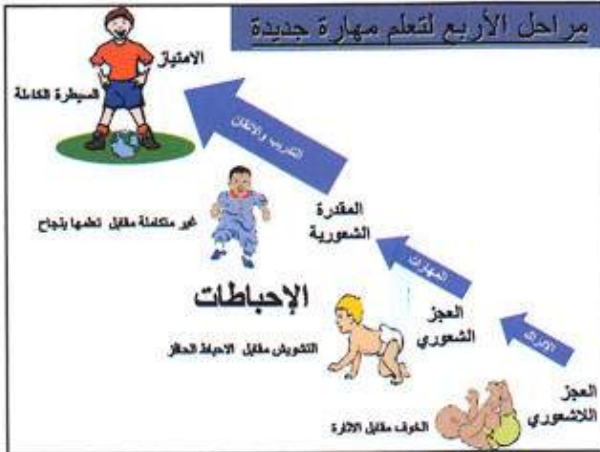 مراحل الأربع لتعلم مهارة جديدة
الامتياز
السيطرة الكاملة
التدريب والاتقان
المقدرة
الشعورية
غير متكاملة مقابل تعلمها بنجاح
المهارات
الإحباطات
العجز
الشعوري
التشويش مقابل الاحباط الحافز
الإدراك
العجز
اللاشعوري
الخوف مقابل الاثارة